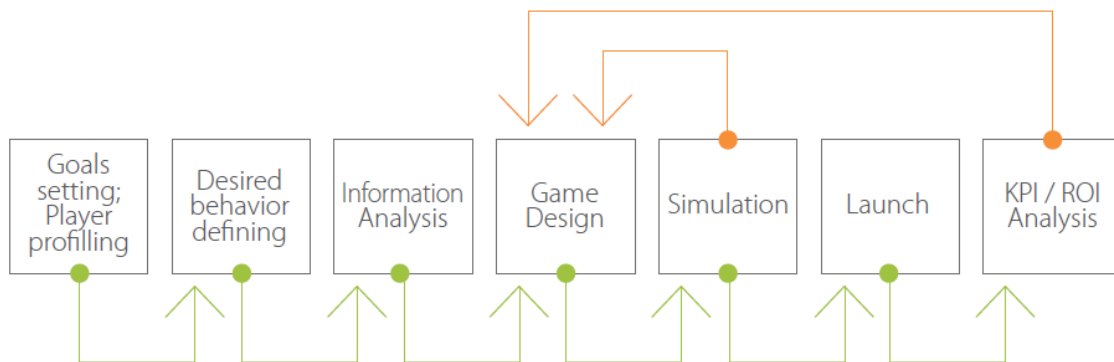 Goals
setting;
Player
profilling
Desired
behavior
defining
Information
Analysis
Game
Design
Simulation
Launch
KPI / ROI
Analysis